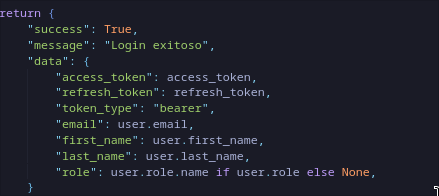 return {
    "success": True,
    "message": "Login exitoso",
    "data": {
        "access_token": access_token,
        "refresh_token": refresh_token,
        "token_type": "bearer",
        "email": user.email,
        "first_name": user.first_name,
        "last_name": user.last_name,
        "role": user.role.name if user.role else None,
    }